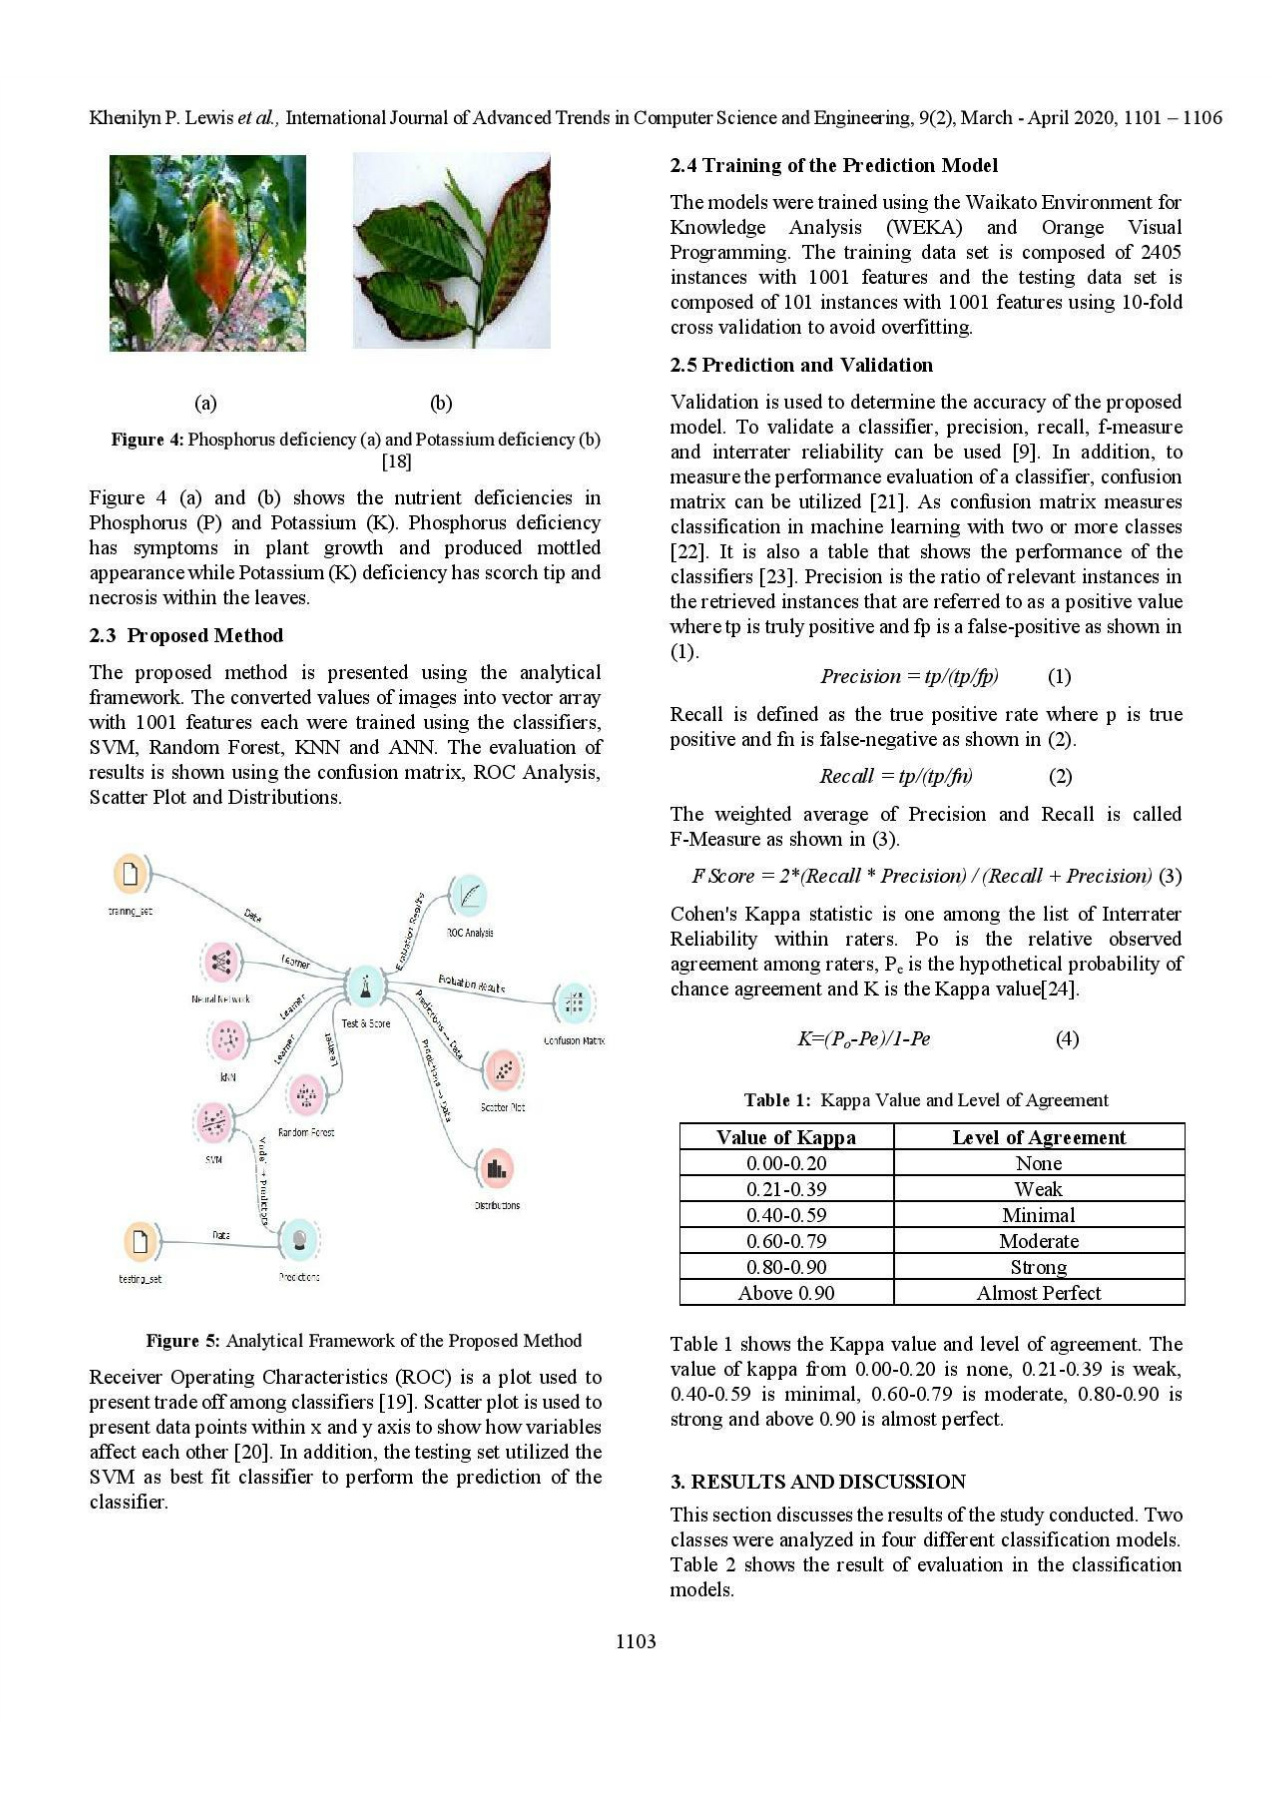 Khenilyn P. Lewis et al., International Journal of Advanced Trends in Computer Science and Engineering, 9(2), March - April 2020, 1101 – 1106
(a) (b)
Figure 4: Phosphorus deficiency (a) and Potassium deficiency (b)
[18]
Figure 4 (a) and (b) shows the nutrient deficiencies in
Phosphorus (P) and Potassium (K). Phosphorus deficiency
has symptoms in plant growth and produced mottled
appearance while Potassium (K) deficiency has scorch tip and
necrosis within the leaves.
2.3 Proposed Method
The proposed method is presented using the analytical
framework. The converted values of images into vector array
with 1001 features each were trained using the classifiers,
SVM, Random Forest, KNN and ANN. The evaluation of
results is shown using the confusion matrix, ROC Analysis,
Scatter Plot and Distributions.
training_set
Data
Learner
Neural Network
Learner
kNN
Learner
SVM
Learner
Random Forest
Test & Score
Evaluation Results
ROC Analysis
Evaluation Results
Confusion Matrix
Predictions → Data
Scatter Plot
Predictions → Data
Distributions
Model → Predictors
Data
testing_set
Predictions
Figure 5: Analytical Framework of the Proposed Method
Receiver Operating Characteristics (ROC) is a plot used to
present trade off among classifiers [19]. Scatter plot is used to
present data points within x and y axis to show how variables
affect each other [20]. In addition, the testing set utilized the
SVM as best fit classifier to perform the prediction of the
classifier.
2.4 Training of the Prediction Model
The models were trained using the Waikato Environment for
Knowledge Analysis (WEKA) and Orange Visual
Programming. The training data set is composed of 2405
instances with 1001 features and the testing data set is
composed of 101 instances with 1001 features using 10-fold
cross validation to avoid overfitting.
2.5 Prediction and Validation
Validation is used to determine the accuracy of the proposed
model. To validate a classifier, precision, recall, f-measure
and interrater reliability can be used [9]. In addition, to
measure the performance evaluation of a classifier, confusion
matrix can be utilized [21]. As confusion matrix measures
classification in machine learning with two or more classes
[22]. It is also a table that shows the performance of the
classifiers [23]. Precision is the ratio of relevant instances in
the retrieved instances that are referred to as a positive value
where tp is truly positive and fp is a false-positive as shown in
(1).
Precision = tp/(tp/fp) (1)
Recall is defined as the true positive rate where p is true
positive and fn is false-negative as shown in (2).
Recall = tp/(tp/fn) (2)
The weighted average of Precision and Recall is called
F-Measure as shown in (3).
F Score = 2*(Recall * Precision) / (Recall + Precision) (3)
Cohen's Kappa statistic is one among the list of Interrater
Reliability within raters. Po is the relative observed
agreement among raters, Pe is the hypothetical probability of
chance agreement and K is the Kappa value[24].
K=(Po-Pe)/1-Pe (4)
Table 1: Kappa Value and Level of Agreement
Value of Kappa Level of Agreement
0.00-0.20 None
0.21-0.39 Weak
0.40-0.59 Minimal
0.60-0.79 Moderate
0.80-0.90 Strong
Above 0.90 Almost Perfect
Table 1 shows the Kappa value and level of agreement. The
value of kappa from 0.00-0.20 is none, 0.21-0.39 is weak,
0.40-0.59 is minimal, 0.60-0.79 is moderate, 0.80-0.90 is
strong and above 0.90 is almost perfect.
3. RESULTS AND DISCUSSION
This section discusses the results of the study conducted. Two
classes were analyzed in four different classification models.
Table 2 shows the result of evaluation in the classification
models.
1103